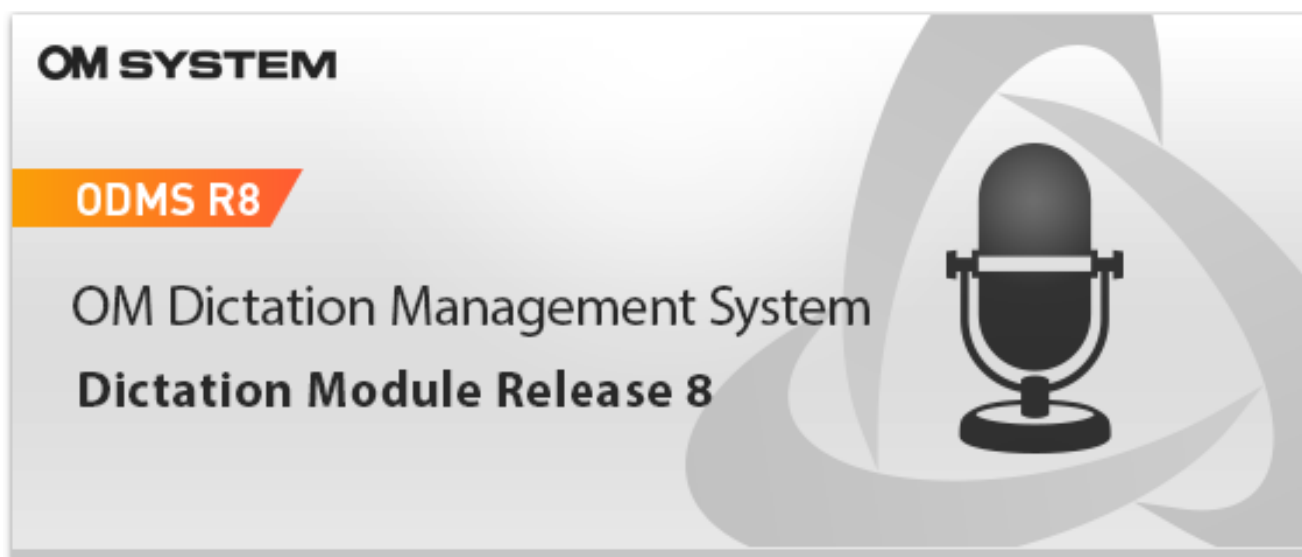 OM SYSTEM
ODMS R8
OM Dictation Management System
Dictation Module Release 8